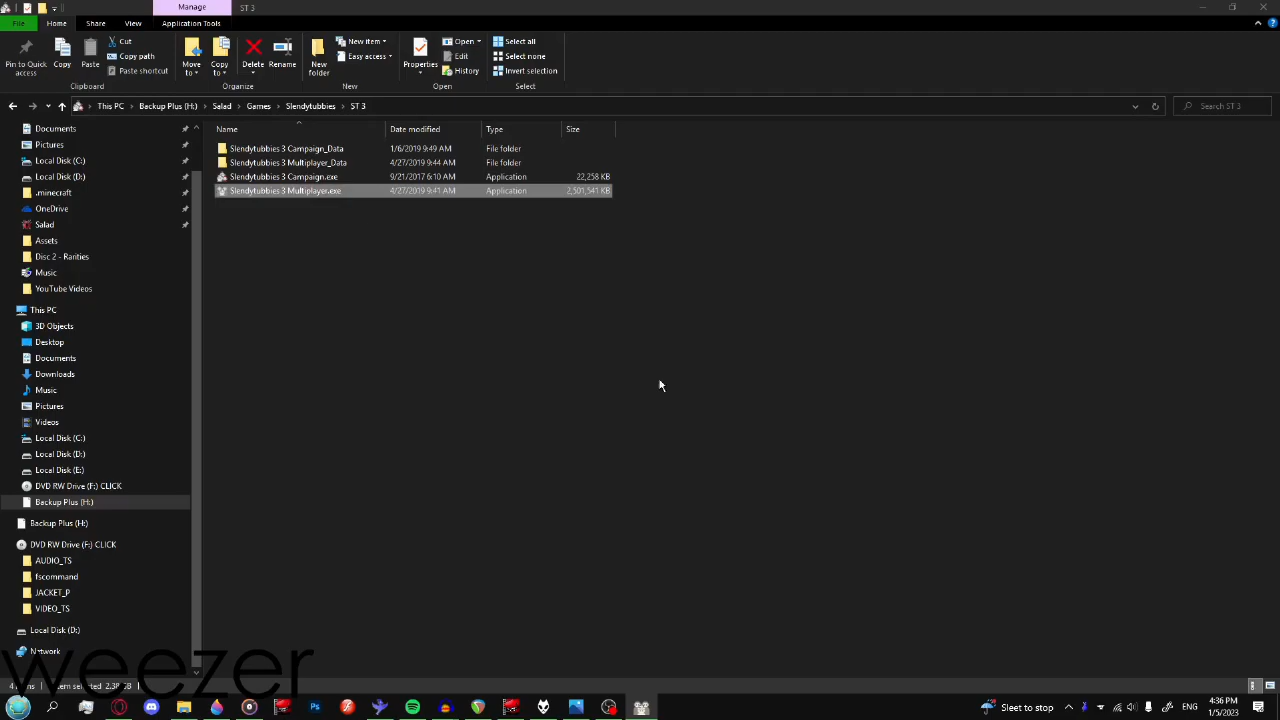 Manage ST 3
File Home Share View Application Tools
Pin to Quick access
Copy
Paste
Cut
Copy path
Paste shortcut
Clipboard
Move to
Copy to
Delete
Rename
Organize
New folder
New item
Easy access
New
Properties
Open
Edit
History
Open
Select all
Select none
Invert selection
Select
This PC Backup Plus (H:) Salad Games Slendytubbies ST 3 Search ST 3
Name Date modified Type Size
Slendytubbies 3 Campaign_Data 1/6/2019 9:49 AM File folder
Slendytubbies 3 Multiplayer_Data 4/27/2019 9:44 AM File folder
Slendytubbies 3 Campaign.exe 9/21/2017 6:10 AM Application 22,258 KB
Slendytubbies 3 Multiplayer.exe 4/27/2019 9:41 AM Application 2,501,541 KB
Documents
Pictures
Local Disk (C:)
Local Disk (D:)
.minecraft
OneDrive
Salad
Assets
Disc 2 - Rarities
Music
YouTube Videos
This PC
3D Objects
Desktop
Documents
Downloads
Music
Pictures
Videos
Local Disk (C:)
Local Disk (D:)
Local Disk (E:)
DVD RW Drive (F:) CLICK
Backup Plus (H:)
Backup Plus (H:)
DVD RW Drive (F:) CLICK
AUDIO_TS
fscommand
JACKET_P
VIDEO_TS
Local Disk (D:)
Network
weezer
selected 2.38 GB
Sleet to stop ENG 4:36 PM
1/5/2023